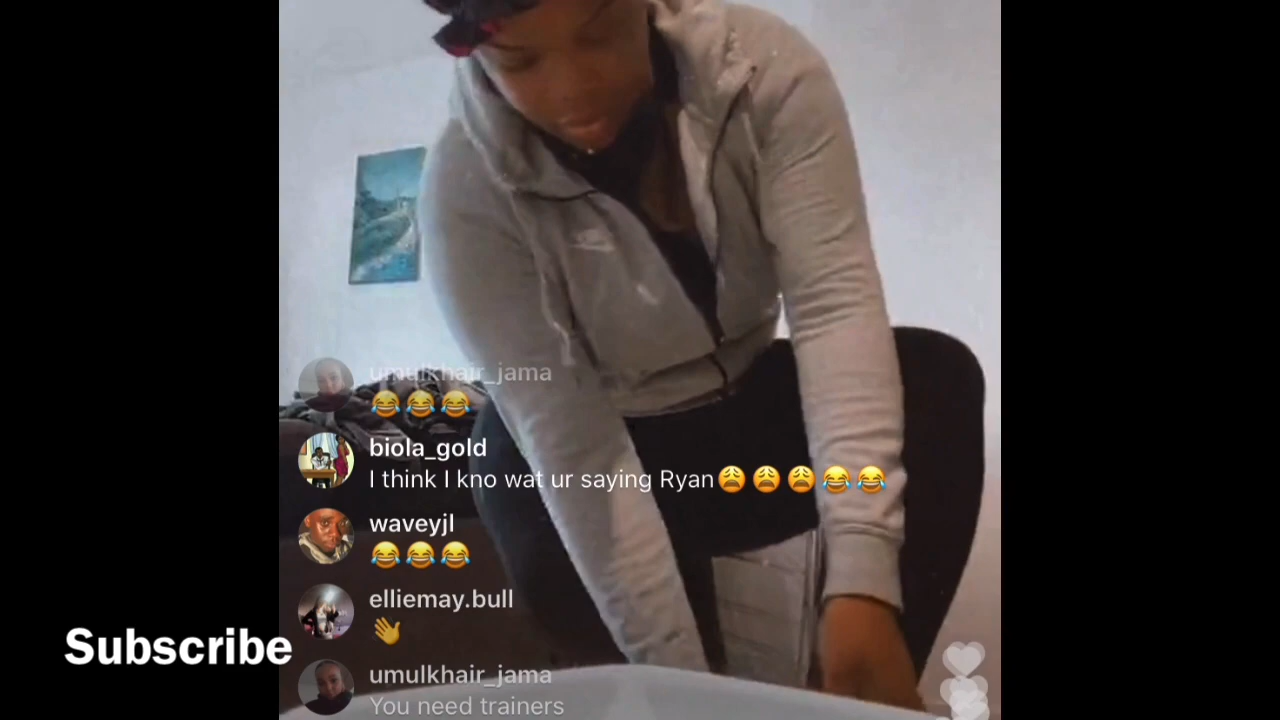 umulkhair_jama
😂😂😂
biola_gold
I think I kno wat ur saying Ryan😩😩😩😂😂
waveyjl
😂😂😂
elliemay.bull
👋
Subscribe
umulkhair_jama
You need trainers